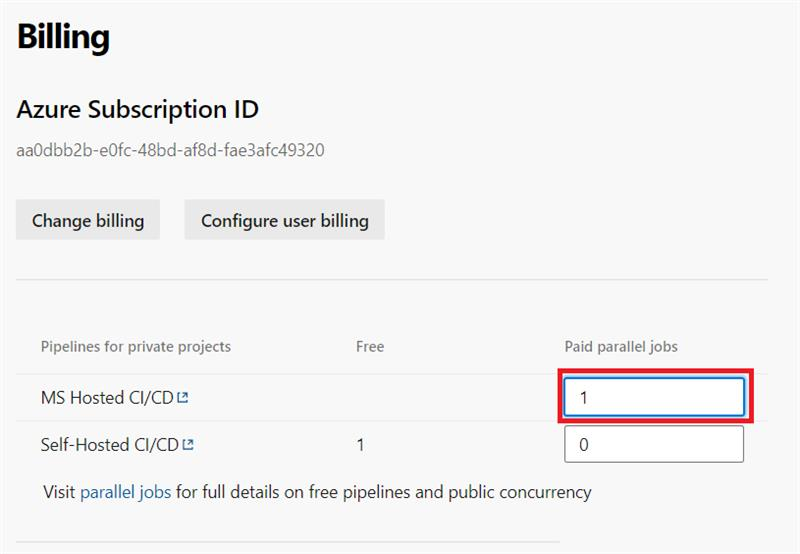 Billing
Azure Subscription ID
aa0dbb2b-e0fc-48bd-af8d-fae3afc49320
Change billing Configure user billing
Pipelines for private projects Free Paid parallel jobs
MS Hosted CI/CD 1
Self-Hosted CI/CD 1 0
Visit parallel jobs for full details on free pipelines and public concurrency